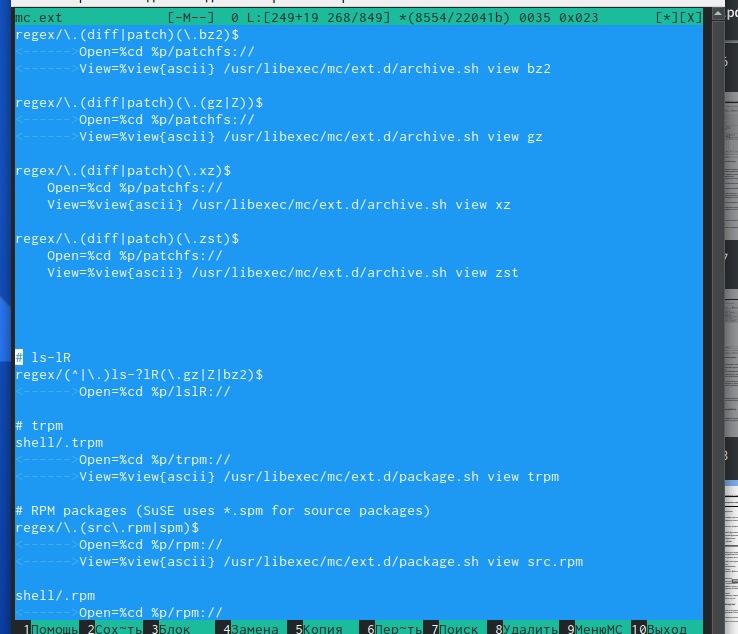 mc.ext [-M--] 0 L:[249+19 268/849] *(8554/22041b) 0035 0x023 [*][X]
regex/\.(diff|patch)(\.bz2)$
<------>Open=%cd %p/patchfs://
<------>View=%view{ascii} /usr/libexec/mc/ext.d/archive.sh view bz2
regex/\.(diff|patch)(\.(gz|Z))$
<------>Open=%cd %p/patchfs://
<------>View=%view{ascii} /usr/libexec/mc/ext.d/archive.sh view gz
regex/\.(diff|patch)(\.xz)$
Open=%cd %p/patchfs://
View=%view{ascii} /usr/libexec/mc/ext.d/archive.sh view xz
regex/\.(diff|patch)(\.zst)$
Open=%cd %p/patchfs://
View=%view{ascii} /usr/libexec/mc/ext.d/archive.sh view zst
# ls-lR
regex/(^|\.)ls-?lR(\.gz|Z|bz2)$
<------>Open=%cd %p/lslR://
# trpm
shell/.trpm
<------>Open=%cd %p/trpm://
<------>View=%view{ascii} /usr/libexec/mc/ext.d/package.sh view trpm
# RPM packages (SuSE uses *.spm for source packages)
regex/\.(src\.rpm|spm)$
<------>Open=%cd %p/rpm://
<------>View=%view{ascii} /usr/libexec/mc/ext.d/package.sh view src.rpm
shell/.rpm
<------>Open=%cd %p/rpm://
1Помощь 2Сох~ть 3Блок 4Замена 5Копия 6Пер~ть 7Поиск 8Удалить 9МенюMC 10Выход